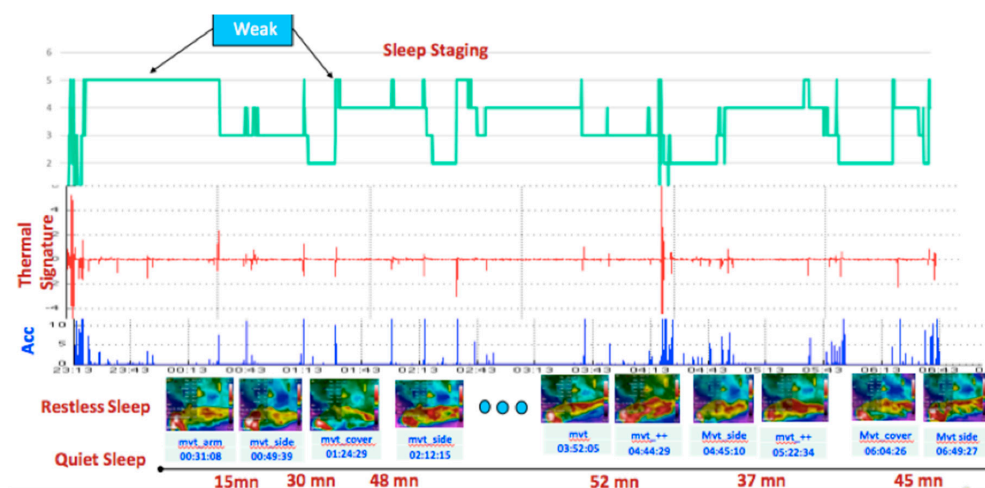 Weak
Sleep Staging
6
5
4
3
2
Thermal
Signature
-4
Acc
10
5
0
23:13 23:43 00:13 00:43 01:13 01:43 02:13 02:43 03:13 03:43 04:13 04:43 05:13 05:43 06:13 06:43
Restless Sleep
mvt_arm mvt_side mvt_cover mvt_side mvt mvt_++ Mvt_side mvt_++ Mvt_cover Mvt side
00:31:08 00:49:39 01:24:29 02:12:15 03:52:05 04:44:29 04:45:10 05:22:34 06:04:26 06:49:27
Quiet Sleep
15mn 30 mn 48 mn 52 mn 37 mn 45 mn